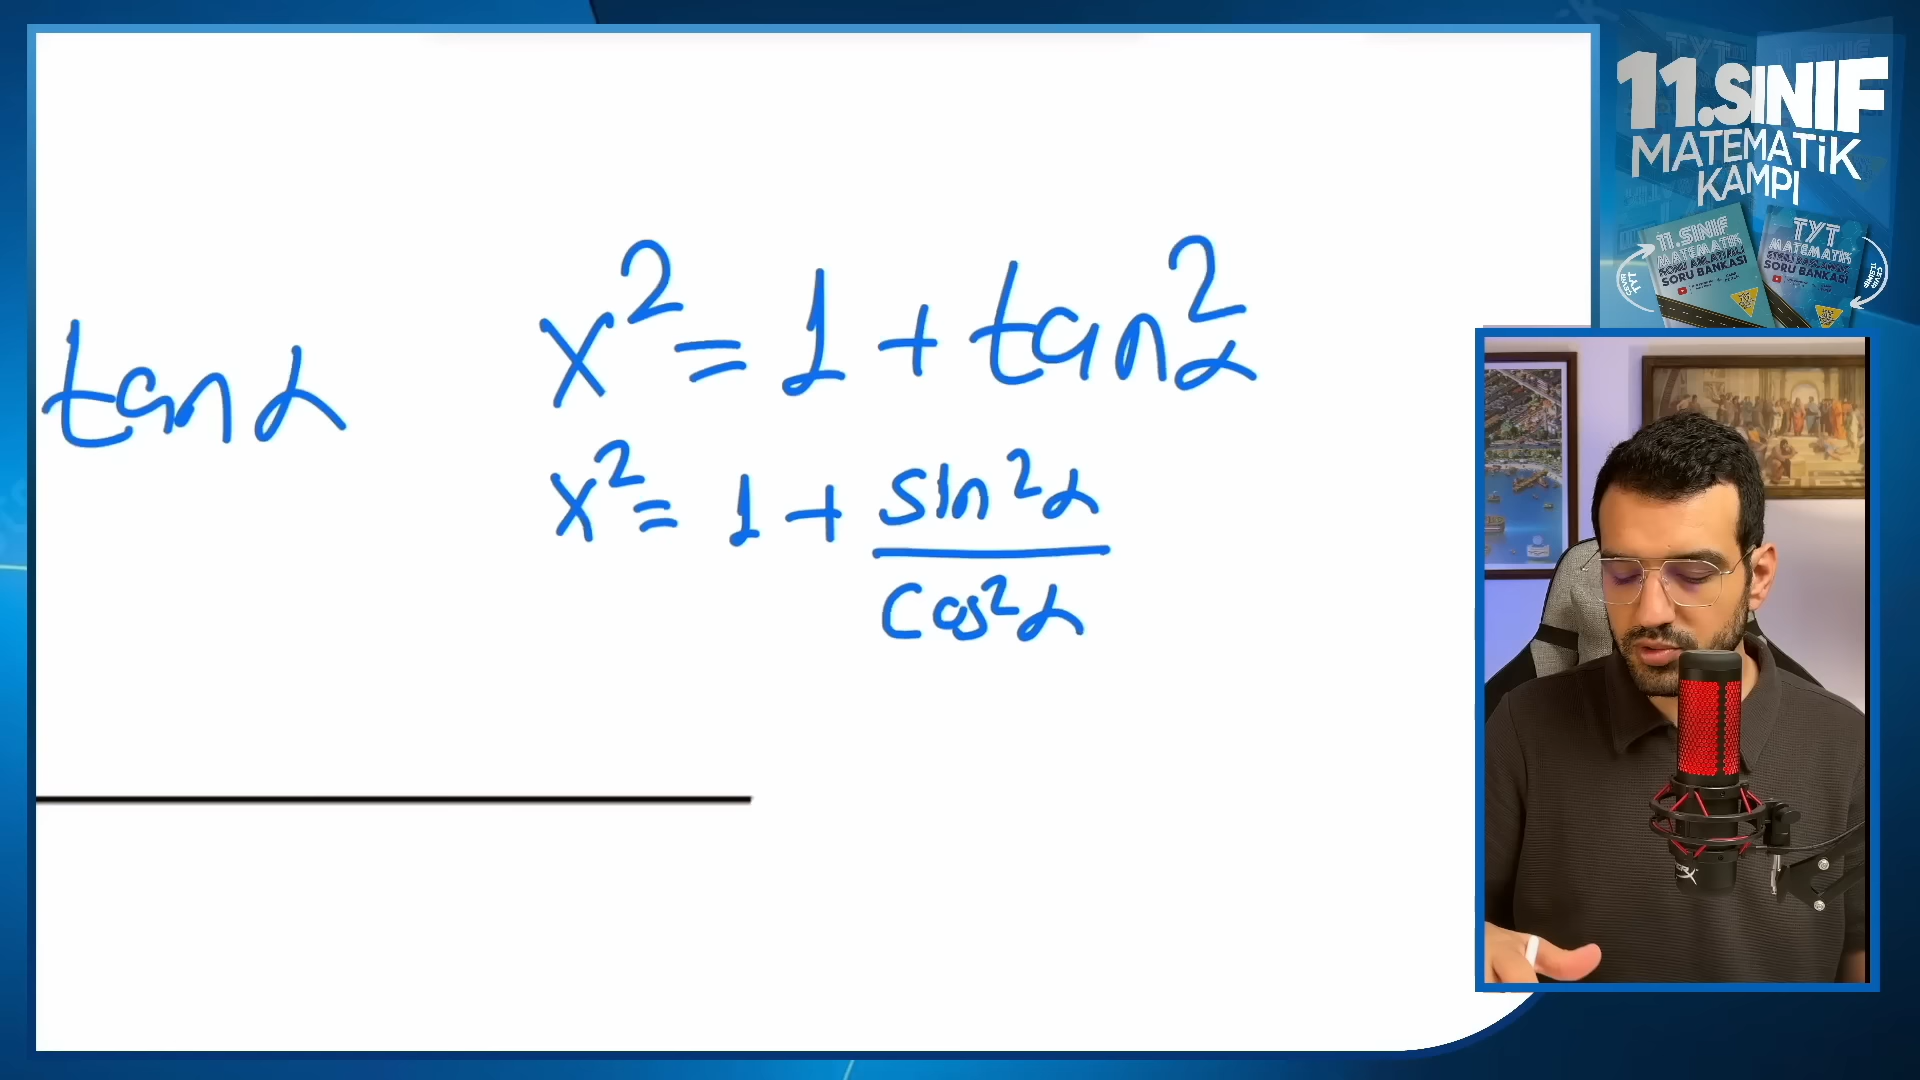 tan α
x² = 1 + tan²α
x² = 1 + sin²α / cos²α
11.SINIF
MATEMATİK
KAMPI
11.SINIF
MATEMATİK
SORU BANKASI
TYT
MATEMATİK
SORU BANKASI